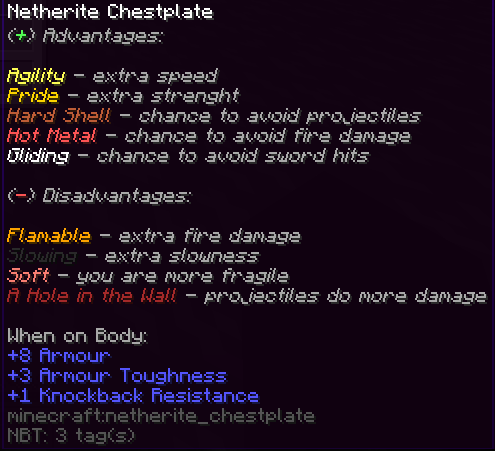 Netherite Chestplate
(+) Advantages:
Agility - extra speed
Pride - extra strenght
Hard Shell - chance to avoid projectiles
Hot Metal - chance to avoid fire damage
Gliding - chance to avoid sword hits
(-) Disadvantages:
Flamable - extra fire damage
Slowing - extra slowness
Soft - you are more fragile
A Hole in the Wall - projectiles do more damage
When on Body:
+8 Armour
+3 Armour Toughness
+1 Knockback Resistance
minecraft:netherite_chestplate
NBT: 3 tag(s)